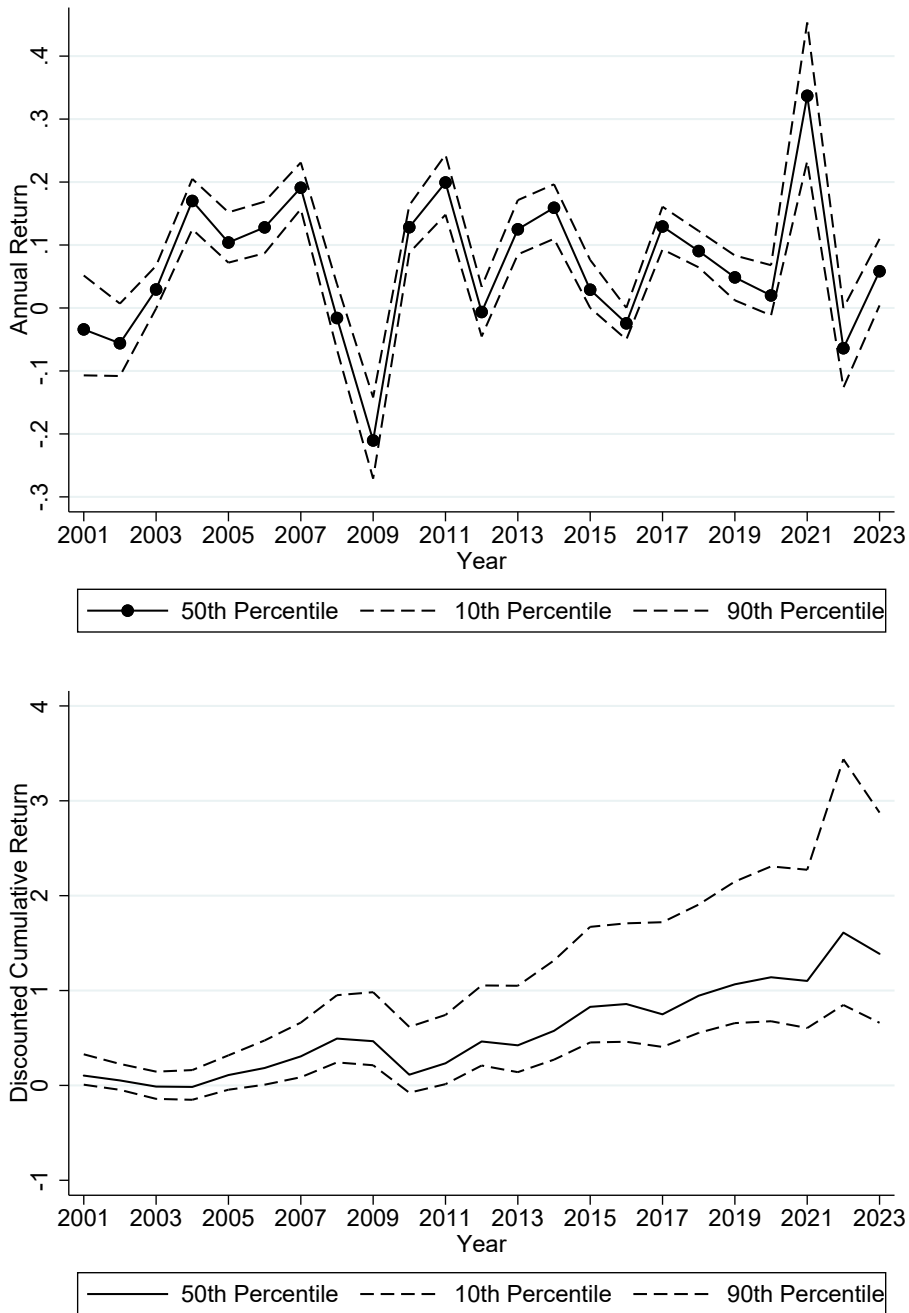 Annual Return
.4
.3
.2
.1
0
-.1
-.2
-.3
2001 2003 2005 2007 2009 2011 2013 2015 2017 2019 2021 2023
Year
50th Percentile 10th Percentile 90th Percentile
Discounted Cumulative Return
4
3
2
1
0
-1
2001 2003 2005 2007 2009 2011 2013 2015 2017 2019 2021 2023
Year
50th Percentile 10th Percentile 90th Percentile